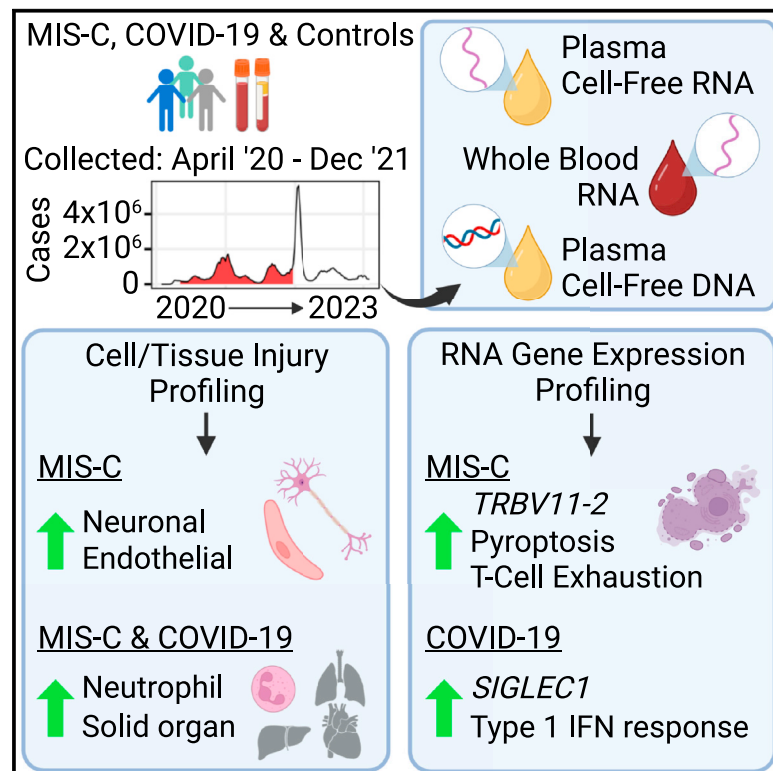 MIS-C, COVID-19 & Controls
Collected: April '20 - Dec '21
Cases
4x10⁶
2x10⁶
0
2020
2023
Plasma
Cell-Free RNA
Whole Blood
RNA
Plasma
Cell-Free DNA
Cell/Tissue Injury
Profiling
MIS-C
Neuronal
Endothelial
MIS-C & COVID-19
Neutrophil
Solid organ
RNA Gene Expression
Profiling
MIS-C
TRBV11-2
Pyroptosis
T-Cell Exhaustion
COVID-19
SIGLEC1
Type 1 IFN response